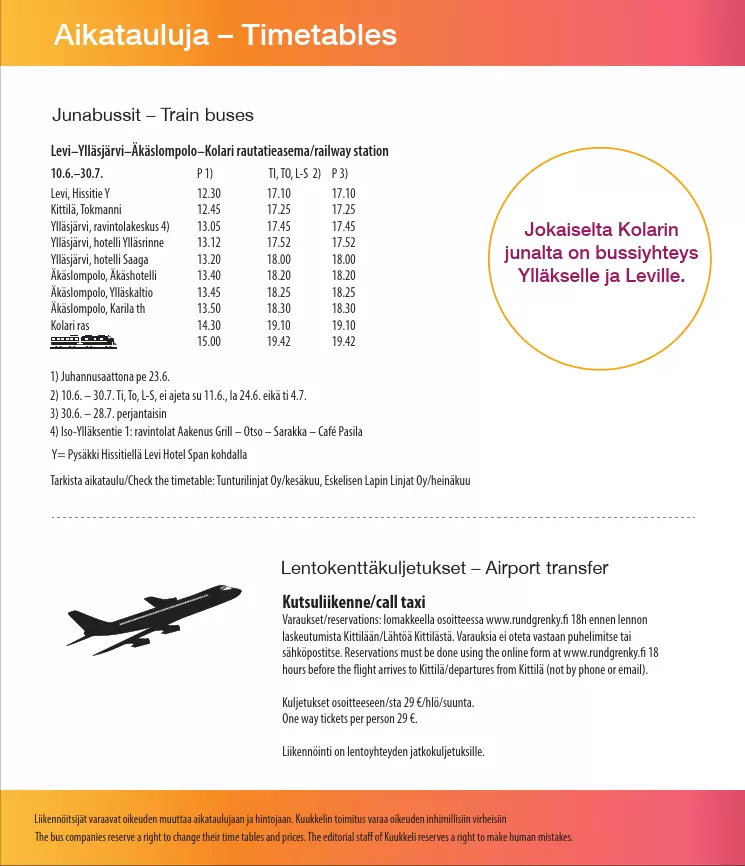 Aikatauluja – Timetables
Junabussit – Train buses
Levi–Ylläsjärvi–Äkäslompolo–Kolari rautatieasema/railway station
10.6.–30.7. P 1) TI, TO, L-S 2) P 3)
Levi, Hissitie Y 12.30 17.10 17.10
Kittilä, Tokmanni 12.45 17.25 17.25
Ylläsjärvi, ravintolakeskus 4) 13.05 17.45 17.45
Ylläsjärvi, hotelli Ylläsrinne 13.12 17.52 17.52
Ylläsjärvi, hotelli Saaga 13.20 18.00 18.00
Äkäslompolo, Äkäshotelli 13.40 18.20 18.20
Äkäslompolo, Ylläskaltio 13.45 18.25 18.25
Äkäslompolo, Karila th 13.50 18.30 18.30
Kolari ras 14.30 19.10 19.10
15.00 19.42 19.42
Jokaiselta Kolarin
junalta on bussiyhteys
Ylläkselle ja Leville.
1) Juhannusaattona pe 23.6.
2) 10.6. – 30.7. Ti, To, L-S, ei ajeta su 11.6., la 24.6. eikä ti 4.7.
3) 30.6. – 28.7. perjantaisin
4) Iso-Ylläksentie 1: ravintolat Aakenus Grill – Otso – Sarakka – Café Pasila
Y= Pysäkki Hissitiellä Levi Hotel Span kohdalla
Tarkista aikataulu/Check the timetable: Tunturilinjat Oy/kesäkuu, Eskelisen Lapin Linjat Oy/heinäkuu
Lentokenttäkuljetukset – Airport transfer
Kutsuliikenne/call taxi
Varaukset/reservations: lomakkeella osoitteessa www.rundgrenky.fi 18h ennen lennon
laskeutumista Kittilään/Lähtöä Kittilästä. Varauksia ei oteta vastaan puhelimitse tai
sähköpostitse. Reservations must be done using the online form at www.rundgrenky.fi 18
hours before the flight arrives to Kittilä/departures from Kittilä (not by phone or email).
Kuljetukset osoitteeseen/sta 29 €/hlö/suunta.
One way tickets per person 29 €.
Liikennöinti on lentoyhteyden jatkokuljetuksille.
Liikennöitsijät varaavat oikeuden muuttaa aikataulujaan ja hintojaan. Kuukkelin toimitus varaa oikeuden inhimillisiin virheisiin
The bus companies reserve a right to change their time tables and prices. The editorial staff of Kuukkeli reserves a right to make human mistakes.